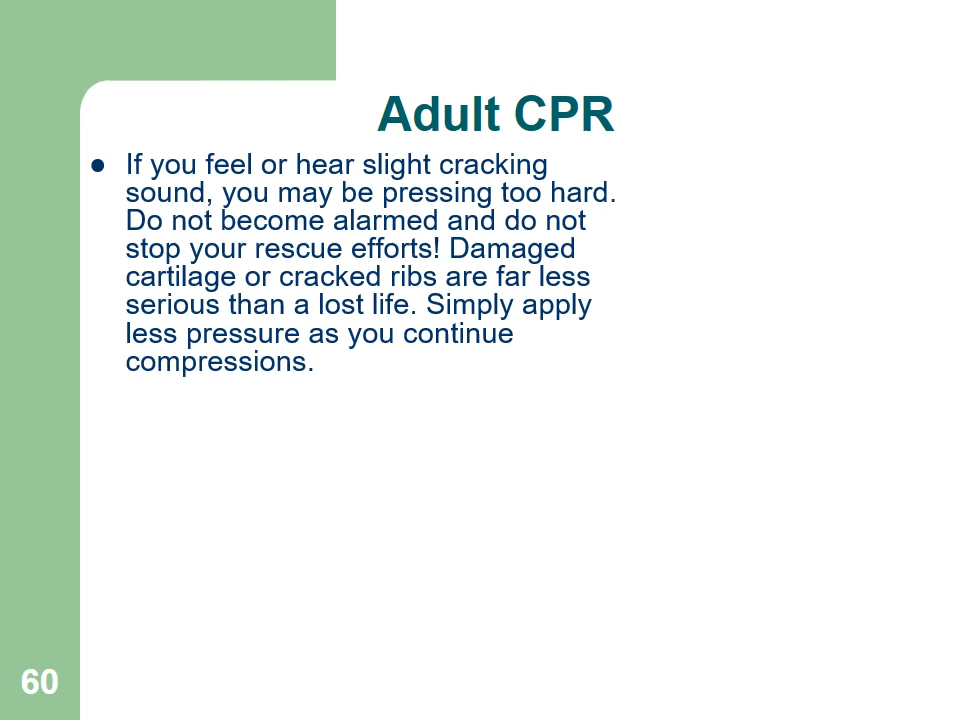 Adult CPR
● If you feel or hear slight cracking
sound, you may be pressing too hard.
Do not become alarmed and do not
stop your rescue efforts! Damaged
cartilage or cracked ribs are far less
serious than a lost life. Simply apply
less pressure as you continue
compressions.
60